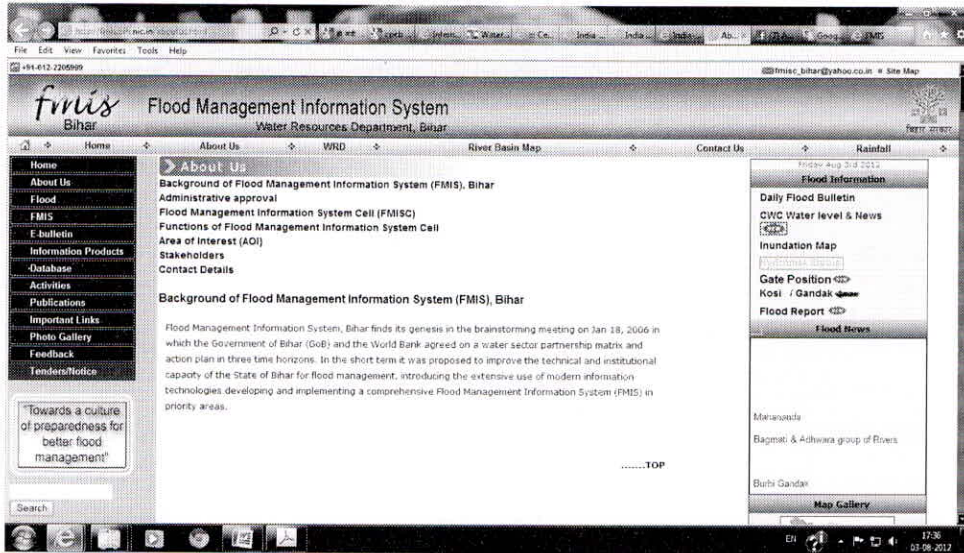 File Edit View Favorites Tools Help
+91-612-2205999
fmisc_bihar@yahoo.co.in Site Map
fmis
Bihar
Flood Management Information System
Water Resources Department, Bihar
बिहार सरकार
Home About Us WRD River Basin Map Contact Us Rainfall
Home
About Us
Flood
FMIS
E-bulletin
Information Products
-Database
Activities
Publications
Important Links
Photo Gallery
Feedback
Tenders/Notice
"Towards a culture
of preparedness for
better flood
management"
Search
About Us
Background of Flood Management Information System (FMIS), Bihar
Administrative approval
Flood Management Information System Cell (FMISC)
Functions of Flood Management Information System Cell
Area of Interest (AOI)
Stakeholders
Contact Details
Background of Flood Management Information System (FMIS), Bihar
Flood Management Information System, Bihar finds its genesis in the brainstorming meeting on Jan 18, 2006 in
which the Government of Bihar (GoB) and the World Bank agreed on a water sector partnership matrix and
action plan in three time horizons. In the short term it was proposed to improve the technical and institutional
capacity of the State of Bihar for flood management, introducing the extensive use of modern information
technologies developing and implementing a comprehensive Flood Management Information System (FMIS) in
priority areas.
.......TOP
Friday Aug 3rd 2012
Flood Information
Daily Flood Bulletin
CWC Water level & News
Inundation Map
Gate Position
Kosi / Gandak
Flood Report
Flood News
Mahananda
Bagmati & Adhwara group of Rivers
Burhi Gandak
Map Gallery
EN
17:36
03-08-2012